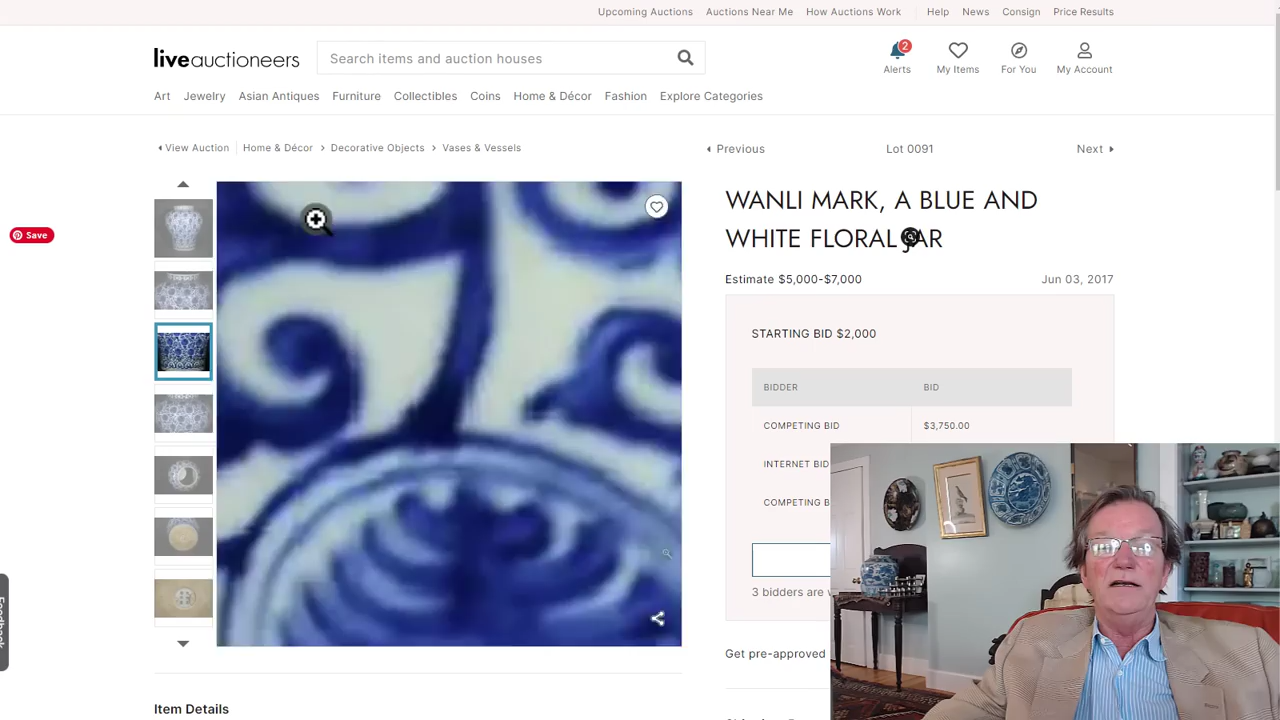 Upcoming Auctions Auctions Near Me How Auctions Work Help News Consign Price Results
liveauctioneers
Search items and auction houses
2
Alerts My Items For You My Account
Art Jewelry Asian Antiques Furniture Collectibles Coins Home & Décor Fashion Explore Categories
View Auction Home & Décor Decorative Objects Vases & Vessels
Previous Lot 0091 Next
WANLI MARK, A BLUE AND
WHITE FLORAL JAR
Save
Estimate $5,000-$7,000 Jun 03, 2017
STARTING BID $2,000
BIDDER BID
COMPETING BID $3,750.00
INTERNET BID
COMPETING B
3 bidders are
Get pre-approved
Feedback
Item Details